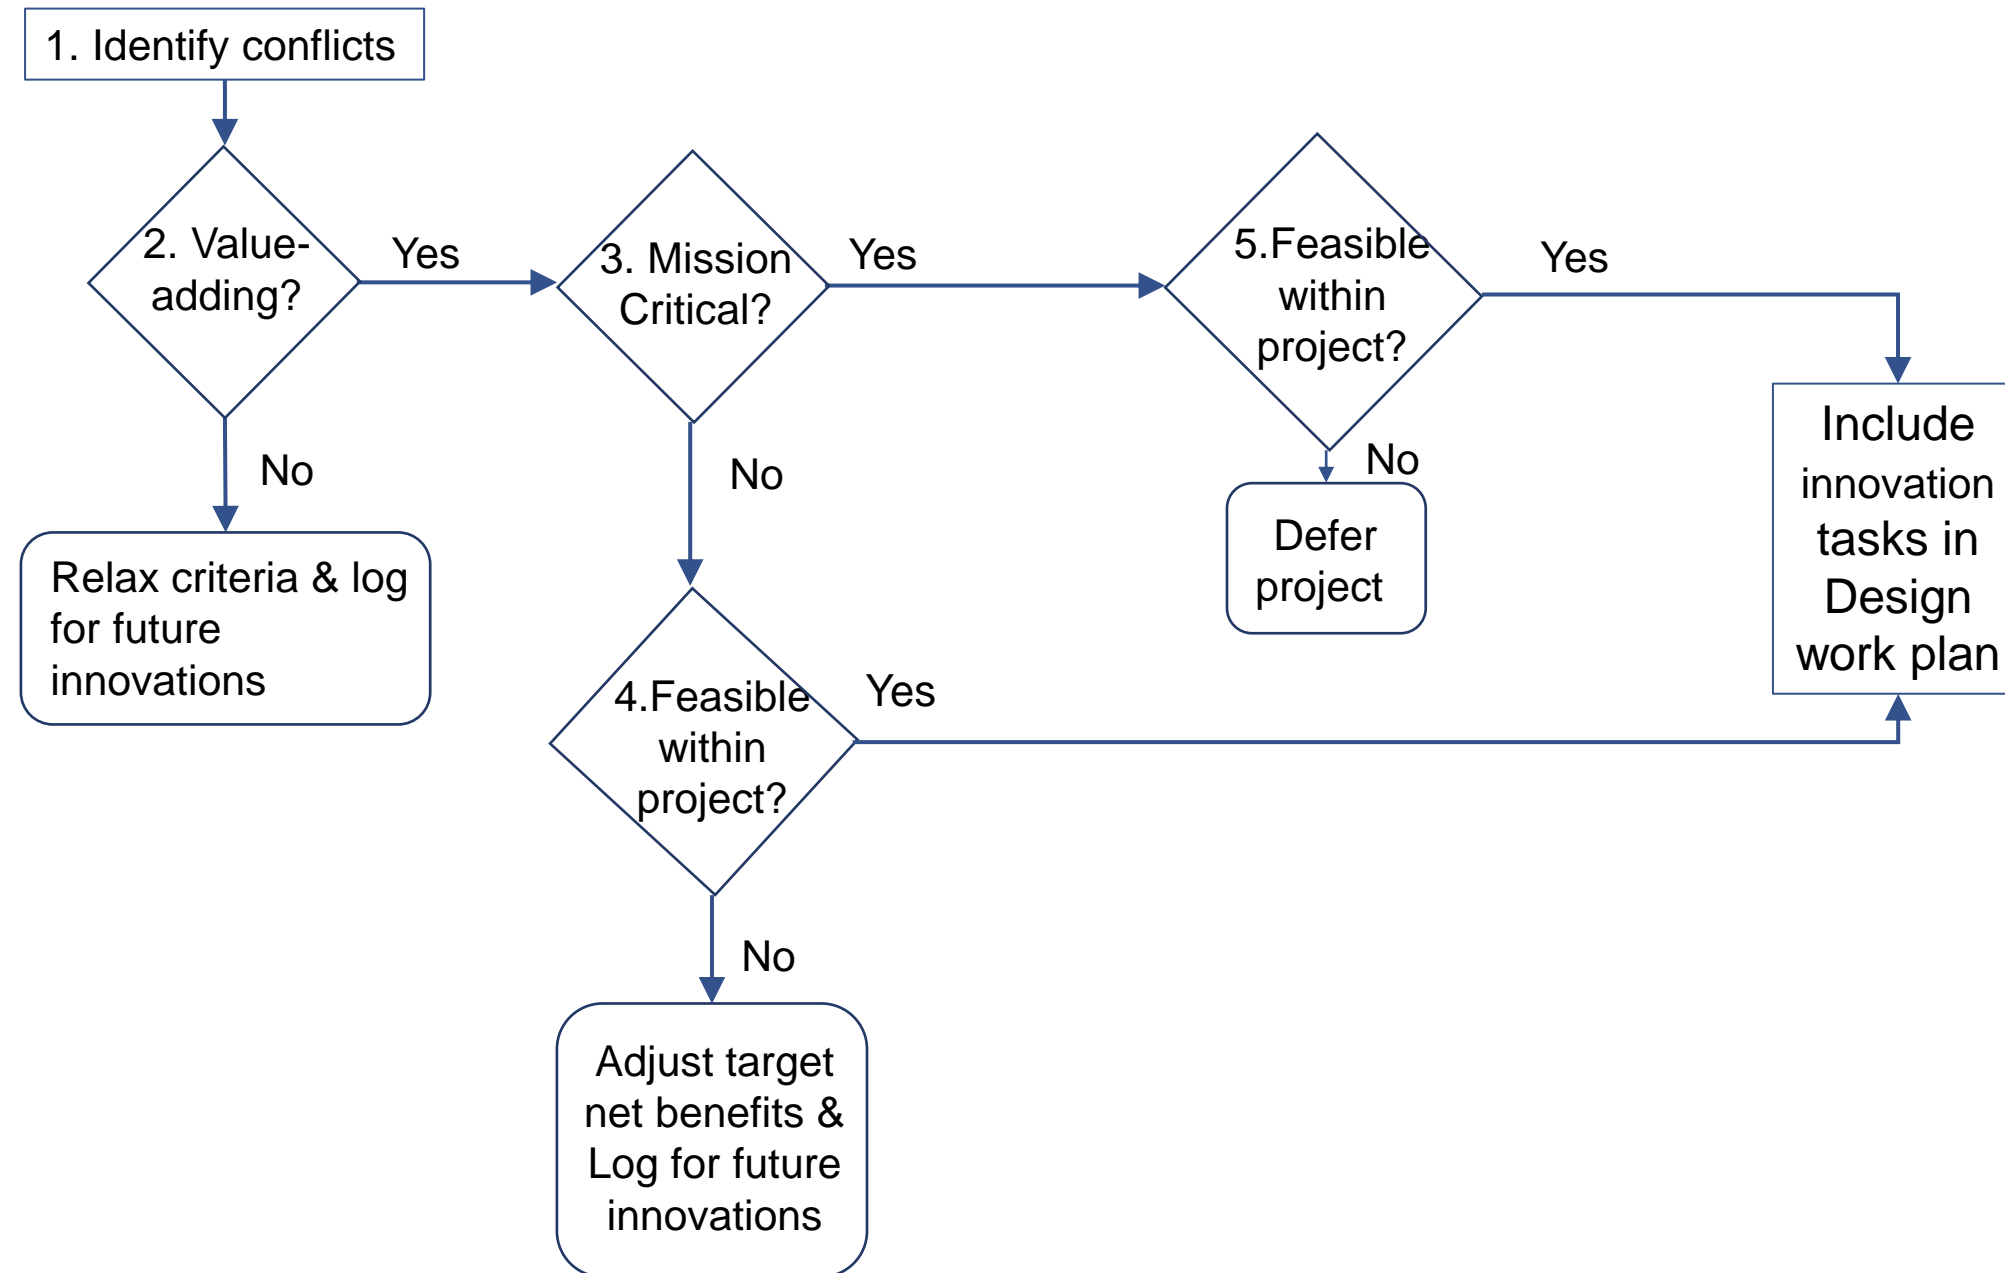 1. Identify conflicts
2. Value-
adding?
Yes
3. Mission
Critical?
Yes
5.Feasible
within
project?
Yes
No
Relax criteria & log
for future
innovations
No
No
Defer
project
Include
innovation
tasks in
Design
work plan
4.Feasible
within
project?
Yes
No
Adjust target
net benefits &
Log for future
innovations